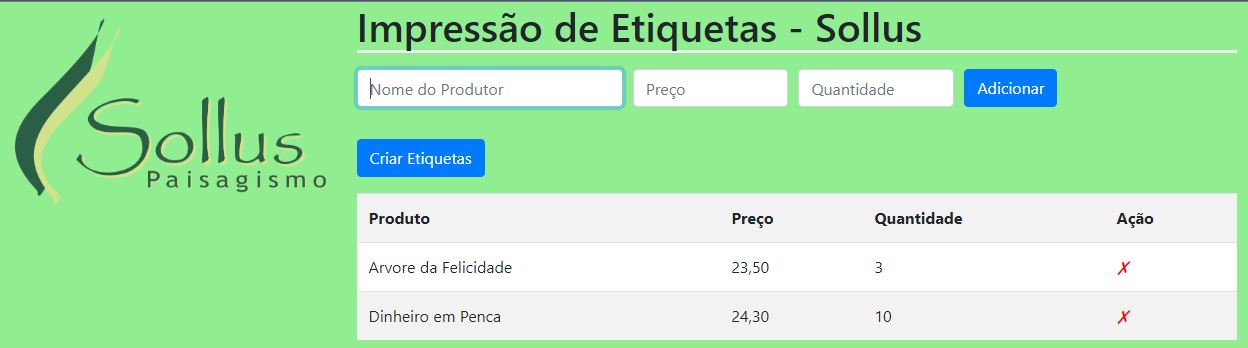 Sollus
Paisagismo
Impressão de Etiquetas - Sollus
Nome do Produtor Preço Quantidade Adicionar
Criar Etiquetas
Produto Preço Quantidade Ação
Arvore da Felicidade 23,50 3 ✗
Dinheiro em Penca 24,30 10 ✗